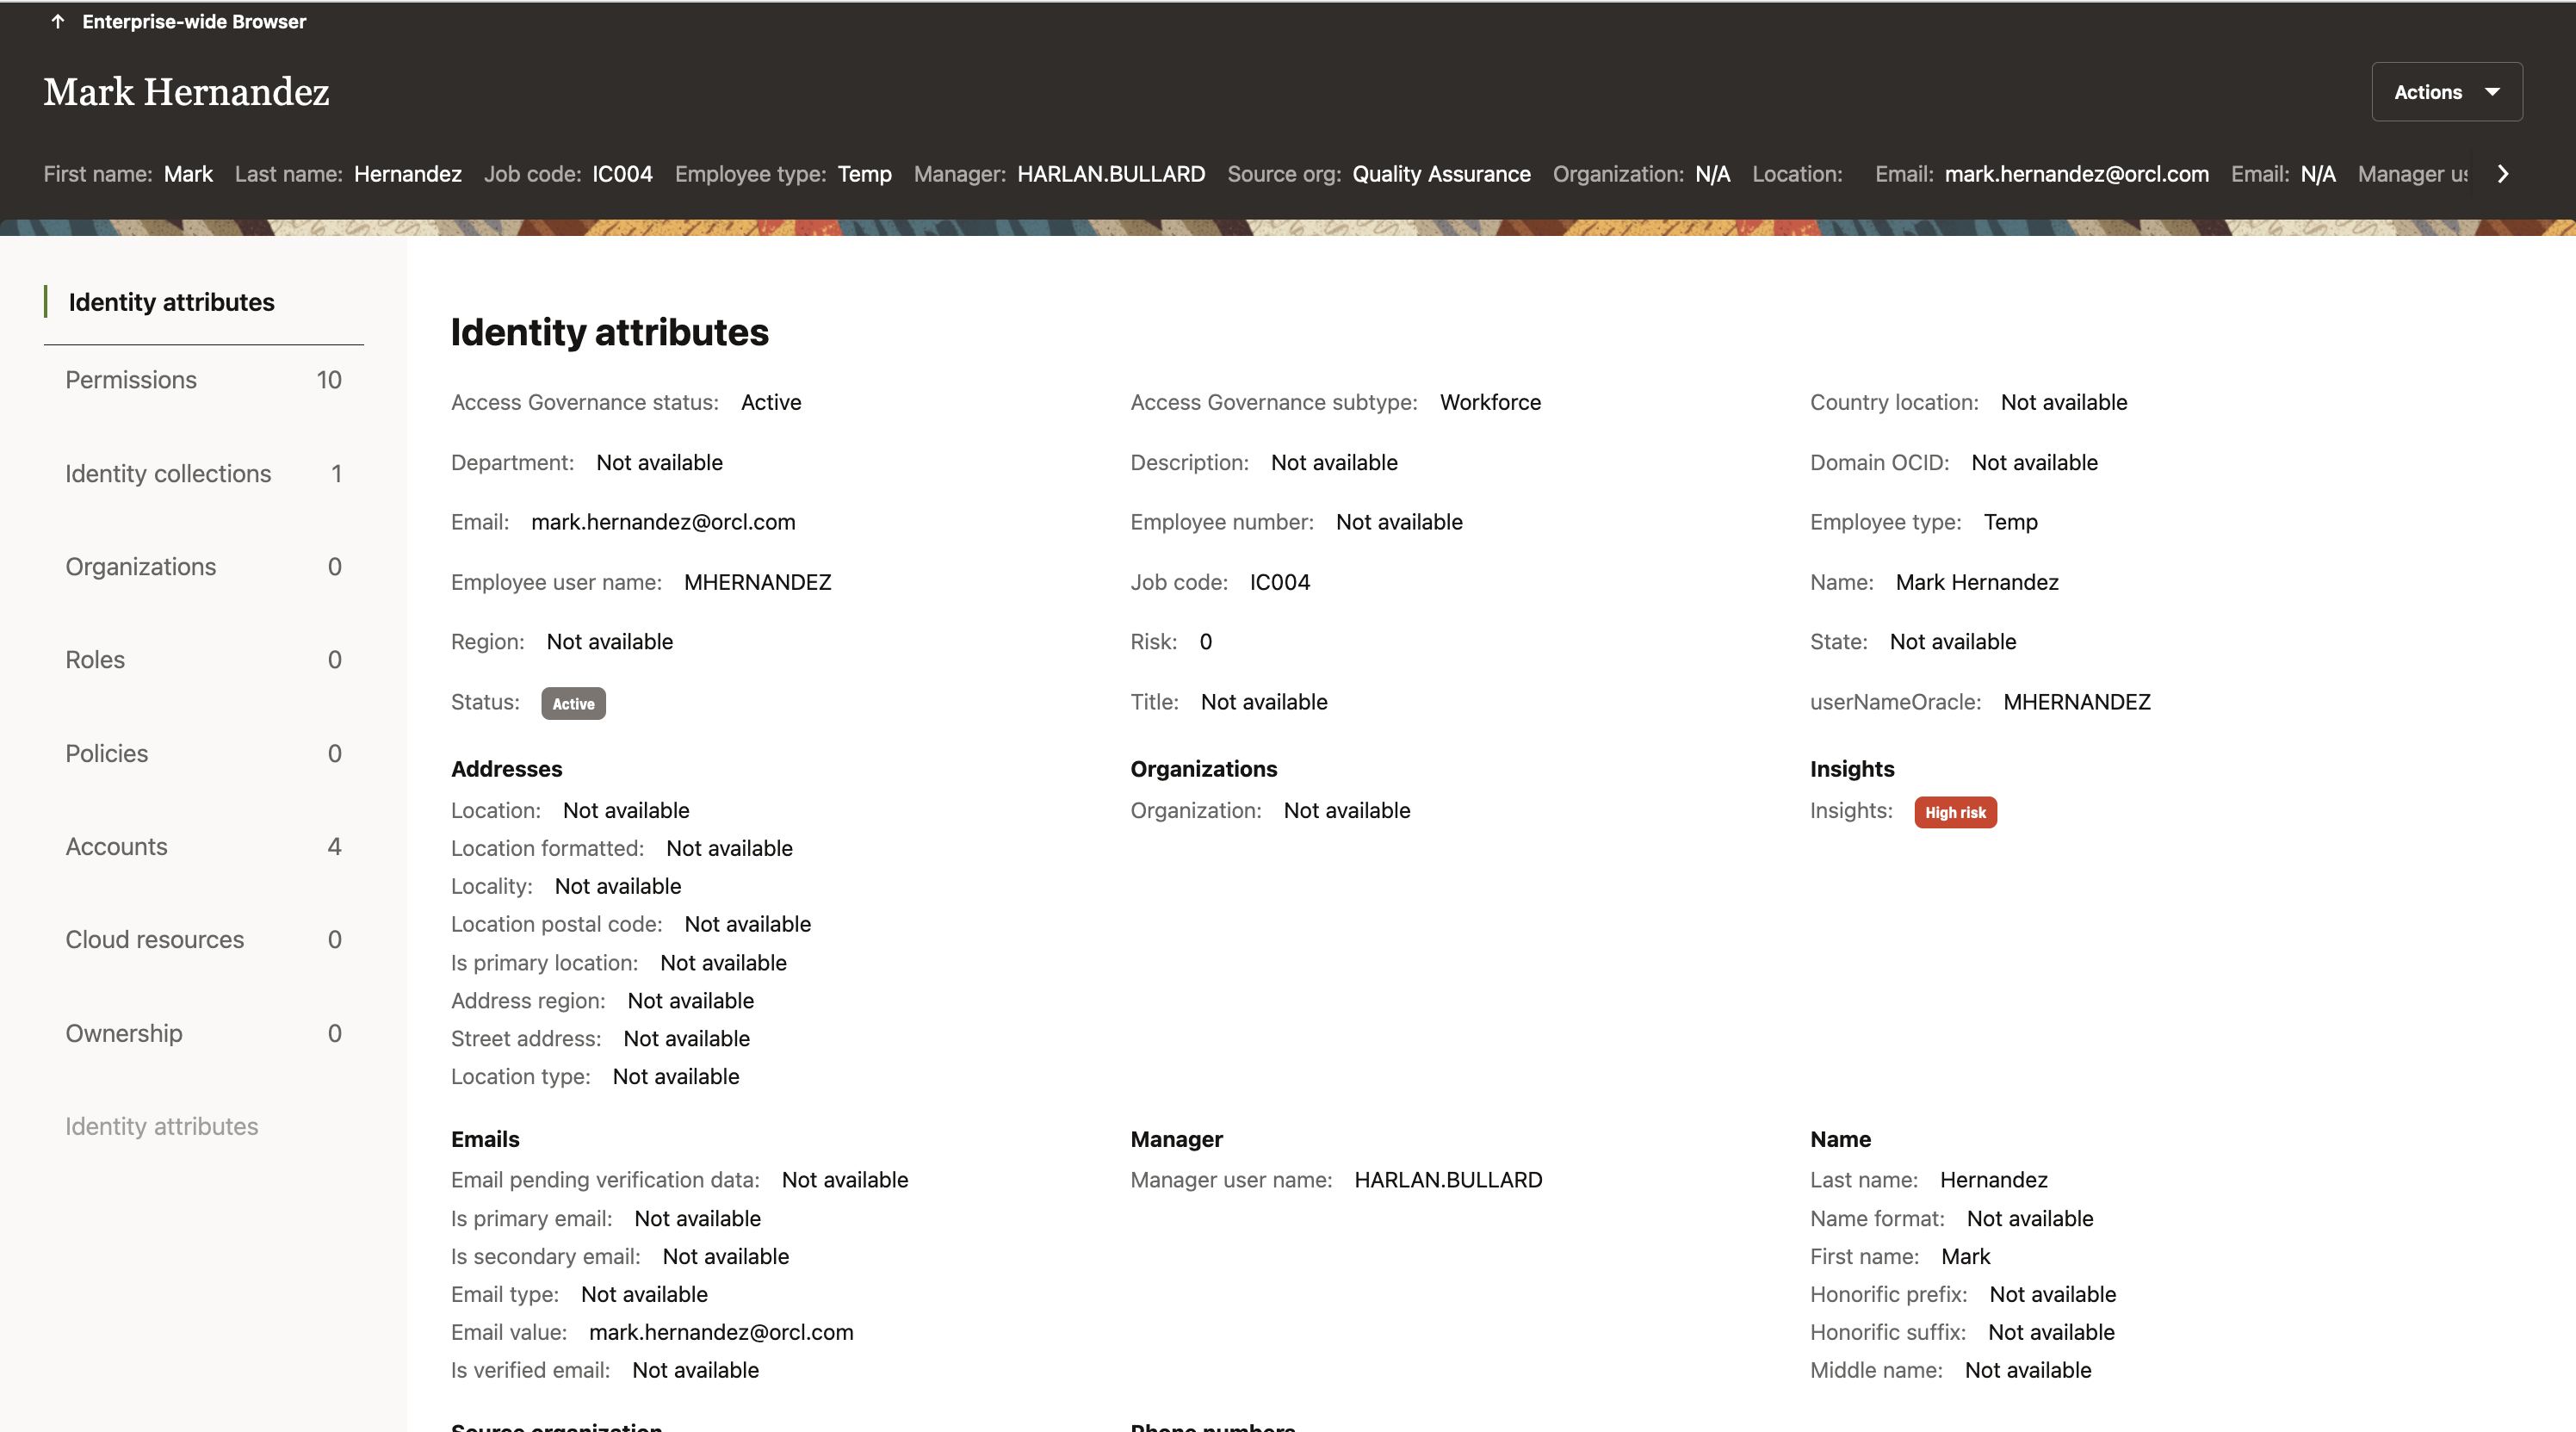 Enterprise-wide Browser
Mark Hernandez
Actions
First name: Mark Last name: Hernandez Job code: IC004 Employee type: Temp Manager: HARLAN.BULLARD Source org: Quality Assurance Organization: N/A Location: Email: mark.hernandez@orcl.com Email: N/A Manager
Identity attributes
Permissions 10
Identity collections 1
Organizations 0
Roles 0
Policies 0
Accounts 4
Cloud resources 0
Ownership 0
Identity attributes
Identity attributes
Access Governance status: Active Access Governance subtype: Workforce Country location: Not available
Department: Not available Description: Not available Domain OCID: Not available
Email: mark.hernandez@orcl.com Employee number: Not available Employee type: Temp
Employee user name: MHERNANDEZ Job code: IC004 Name: Mark Hernandez
Region: Not available Risk: 0 State: Not available
Status: Active Title: Not available userNameOracle: MHERNANDEZ
Addresses
Location: Not available
Location formatted: Not available
Locality: Not available
Location postal code: Not available
Is primary location: Not available
Address region: Not available
Street address: Not available
Location type: Not available
Organizations
Organization: Not available
Insights
Insights: High risk
Emails
Email pending verification data: Not available
Is primary email: Not available
Is secondary email: Not available
Email type: Not available
Email value: mark.hernandez@orcl.com
Is verified email: Not available
Manager
Manager user name: HARLAN.BULLARD
Name
Last name: Hernandez
Name format: Not available
First name: Mark
Honorific prefix: Not available
Honorific suffix: Not available
Middle name: Not available
Source organization
Phone numbers